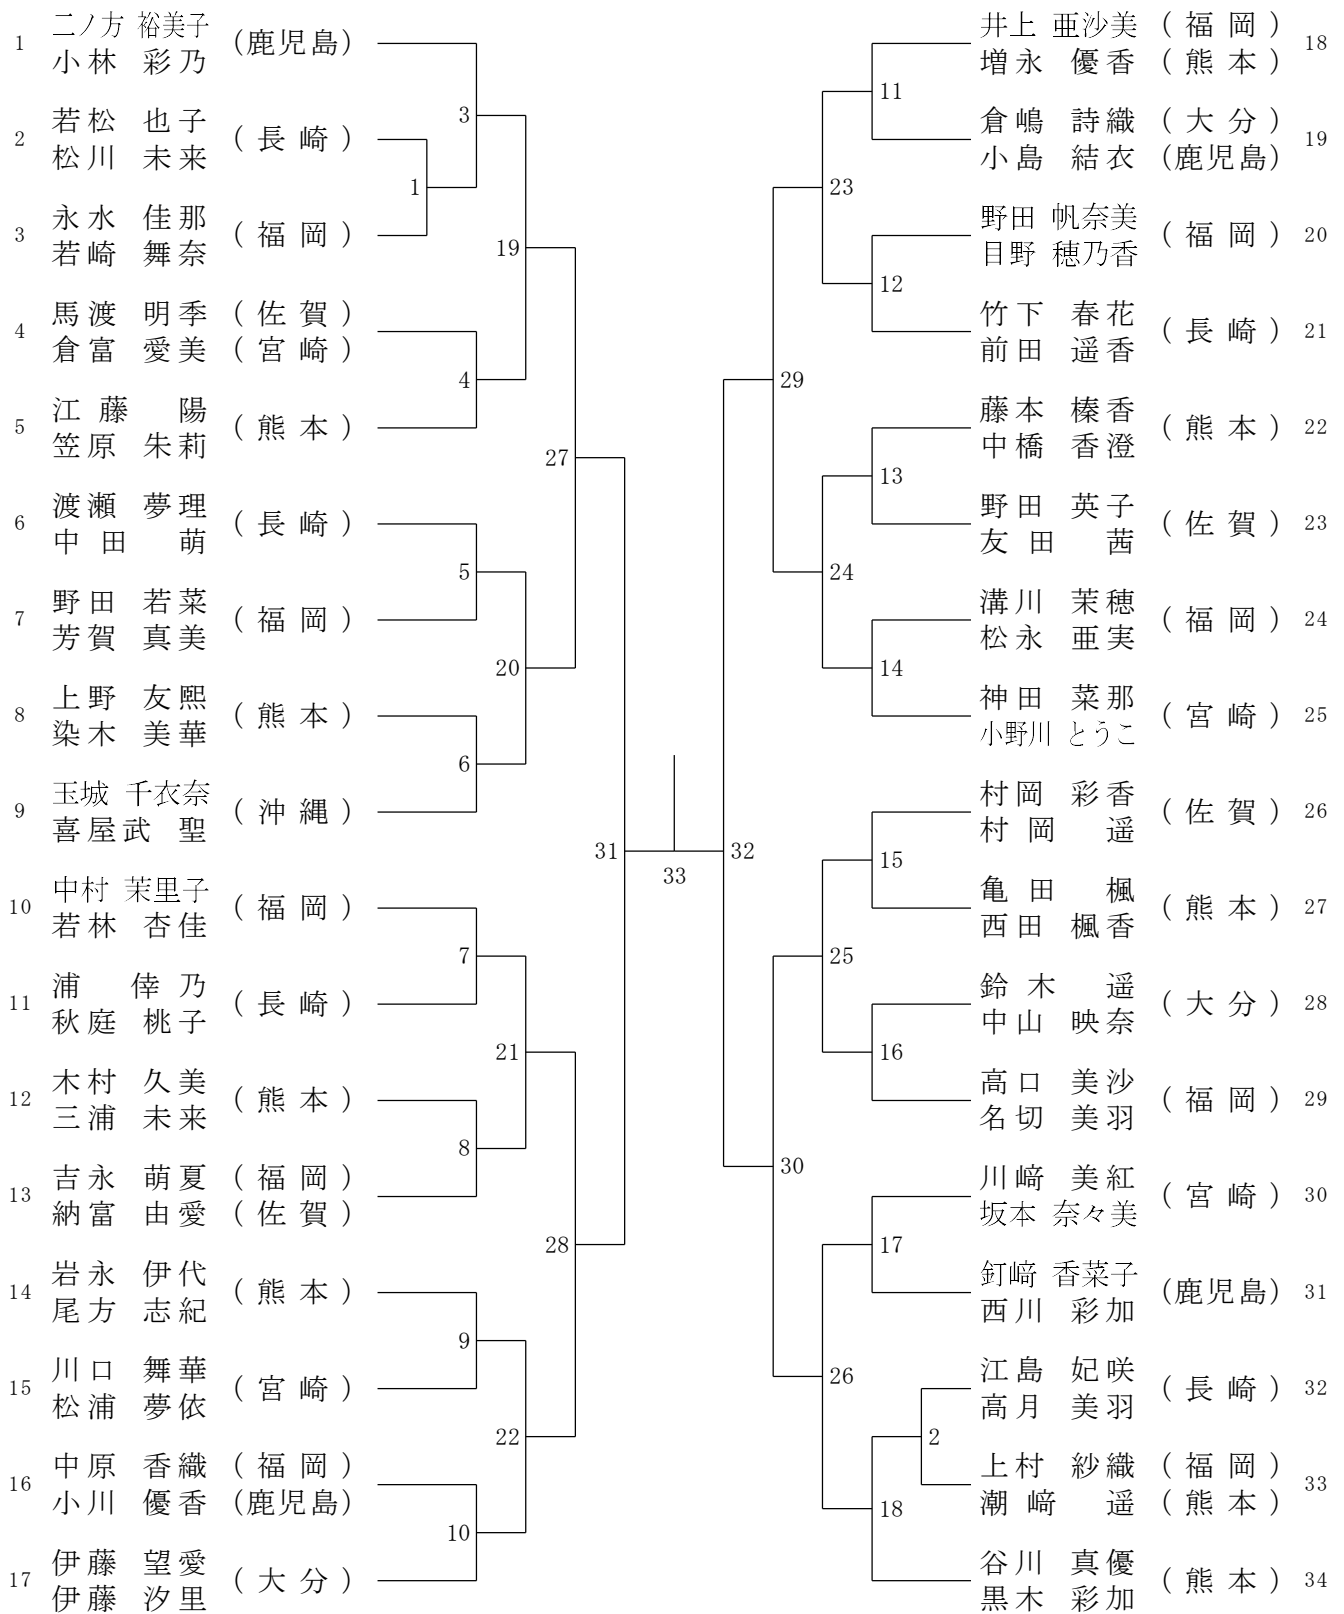 1 二ノ方 裕美子 (鹿児島)
小林 彩乃
2 若松 也子 (長崎)
松川 未来
3 永水 佳那 (福岡)
若崎 舞奈
4 馬渡 明季 (佐賀)
倉富 愛美 (宮崎)
5 江藤 陽 (熊本)
笠原 朱莉
6 渡瀬 夢理 (長崎)
中田 萌
7 野田 若菜 (福岡)
芳賀 真美
8 上野 友熙 (熊本)
染木 美華
9 玉城 千衣奈 (沖縄)
喜屋武 聖
10 中村 茉里子 (福岡)
若林 杏佳
11 浦 倖乃 (長崎)
秋庭 桃子
12 木村 久美 (熊本)
三浦 未来
13 吉永 萌夏 (福岡)
納富 由愛 (佐賀)
14 岩永 伊代 (熊本)
尾方 志紀
15 川口 舞華 (宮崎)
松浦 夢依
16 中原 香織 (福岡)
小川 優香 (鹿児島)
17 伊藤 望愛 (大分)
伊藤 汐里
3
1
19
4
27
5
20
6
31
7
21
8
28
9
22
10
33
32
11
23
12
29
13
24
14
15
25
16
30
17
26
2
18
井上 亜沙美 (福岡) 18
増永 優香 (熊本)
倉嶋 詩織 (大分) 19
小島 結衣 (鹿児島)
野田 帆奈美 (福岡) 20
目野 穂乃香
竹下 春花 (長崎) 21
前田 遥香
藤本 榛香 (熊本) 22
中橋 香澄
野田 英子 (佐賀) 23
友田 茜
溝川 茉穂 (福岡) 24
松永 亜実
神田 菜那 (宮崎) 25
小野川 とうこ
村岡 彩香 (佐賀) 26
村岡 遥
亀田 楓 (熊本) 27
西田 楓香
鈴木 遥 (大分) 28
中山 映奈
高口 美沙 (福岡) 29
名切 美羽
川﨑 美紅 (宮崎) 30
坂本 奈々美
釘﨑 香菜子 (鹿児島) 31
西川 彩加
江島 妃咲 (長崎) 32
高月 美羽
上村 紗織 (福岡) 33
潮﨑 遥 (熊本)
谷川 真優 (熊本) 34
黒木 彩加